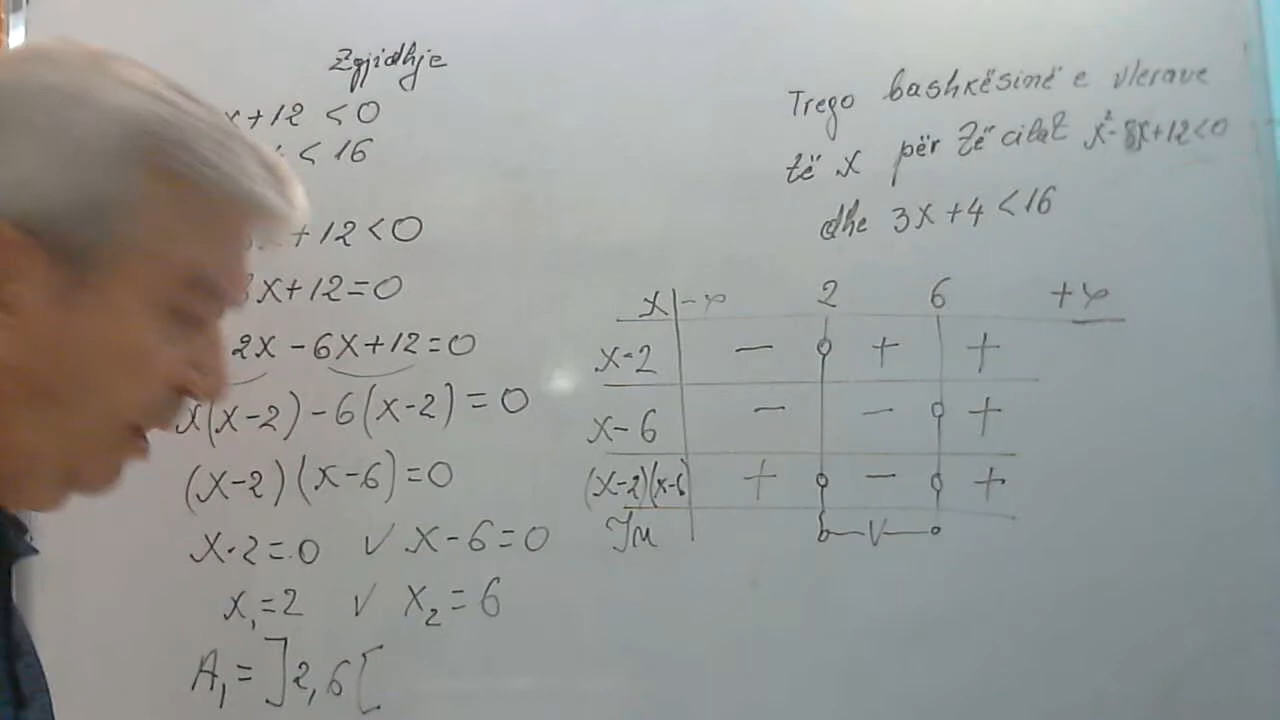 Zgjidhje
x+12<0
<16
x+12<0
8x+12=0
2x-6x+12=0
x(x-2)-6(x-2)=0
(x-2)(x-6)=0
x-2=0 ∨ x-6=0
x₁=2 ∨ x₂=6
A₁=]2,6[
Trego bashkësinë e vlerave
të x për të cilat x²-8x+12<0
dhe 3x+4<16
x -∞ 2 6 +∞
x-2 - + +
x-6 - - +
(x-2)(x-6) + - +
V